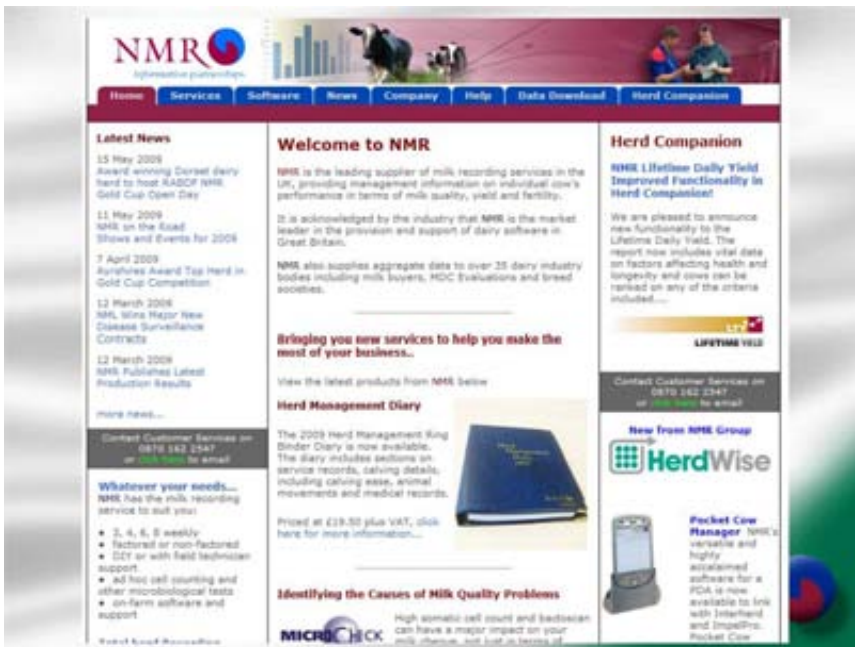 NMR
informative partnerships
Home Services Software News Company Help Data Download Herd Companion
Latest News
15 May 2009
Award winning Dorset dairy
herd to host RABDF NMR
Gold Cup Open Day
11 May 2009
NMR on the Road
Shows and Events for 2009
7 April 2009
Ayrshires Award Top Herd in
Gold Cup Competition
12 March 2009
NML Wins Major New
Disease Surveillance
Contracts
12 March 2009
NMR Publishes Latest
Production Results
more news...
Contact Customer Services on
0870 162 2547
or click here to email
Whatever your needs...
NMR has the milk recording
service to suit you:
• 2, 4, 6, 8 weekly
• factored or non-factored
• DIY or with field technician
support
• ad hoc cell counting and
other microbiological tests
• on-farm software and
support
Welcome to NMR
NMR is the leading supplier of milk recording services in the
UK, providing management information on individual cow's
performance in terms of milk quality, yield and fertility.
It is acknowledged by the industry that NMR is the market
leader in the provision and support of dairy software in
Great Britain.
NMR also supplies aggregate data to over 35 dairy industry
bodies including milk buyers, MDC Evaluations and breed
societies.
Bringing you new services to help you make the
most of your business..
View the latest products from NMR below
Herd Management Diary
The 2009 Herd Management Ring
Binder Diary is now available.
The diary includes sections on
service records, calving details,
including calving ease, animal
movements and medical records.
Priced at £19.50 plus VAT, click
here for more information...
Identifying the Causes of Milk Quality Problems
High somatic cell count and bactoscan
can have a major impact on your
Herd Companion
NMR Lifetime Daily Yield
Improved Functionality in
Herd Companion!
We are pleased to announce
new functionality to the
Lifetime Daily Yield. The
report now includes vital data
on factors affecting health and
longevity and cows can be
ranked on any of the criteria
included....
LIFETIME YIELD
Contact Customer Services on
0870 162 2547
or click here to email
New from NMR Group
HerdWise
Pocket Cow
Manager NMR's
versatile and
highly
acclaimed
software for a
PDA is now
available to link
with Interherd
and ImpelPro.
Pocket Cow